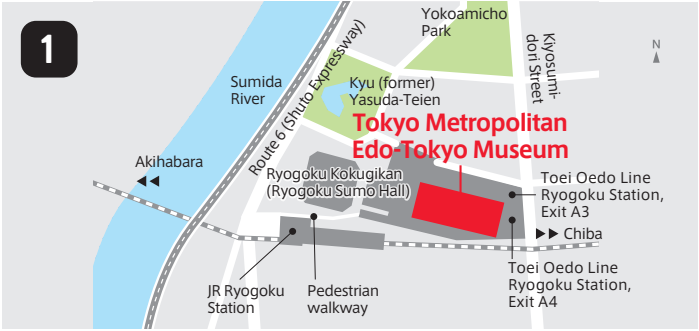 1
Yokoamicho
Park
Kiyosumi-
dori Street
N
Sumida
River
Route 6 (Shuto Expressway)
Kyu (former)
Yasuda-Teien
Tokyo Metropolitan
Edo-Tokyo Museum
Akihabara
Ryogoku Kokugikan
(Ryogoku Sumo Hall)
Toei Oedo Line
Ryogoku Station,
Exit A3
Chiba
Toei Oedo Line
Ryogoku Station,
Exit A4
JR Ryogoku
Station
Pedestrian
walkway